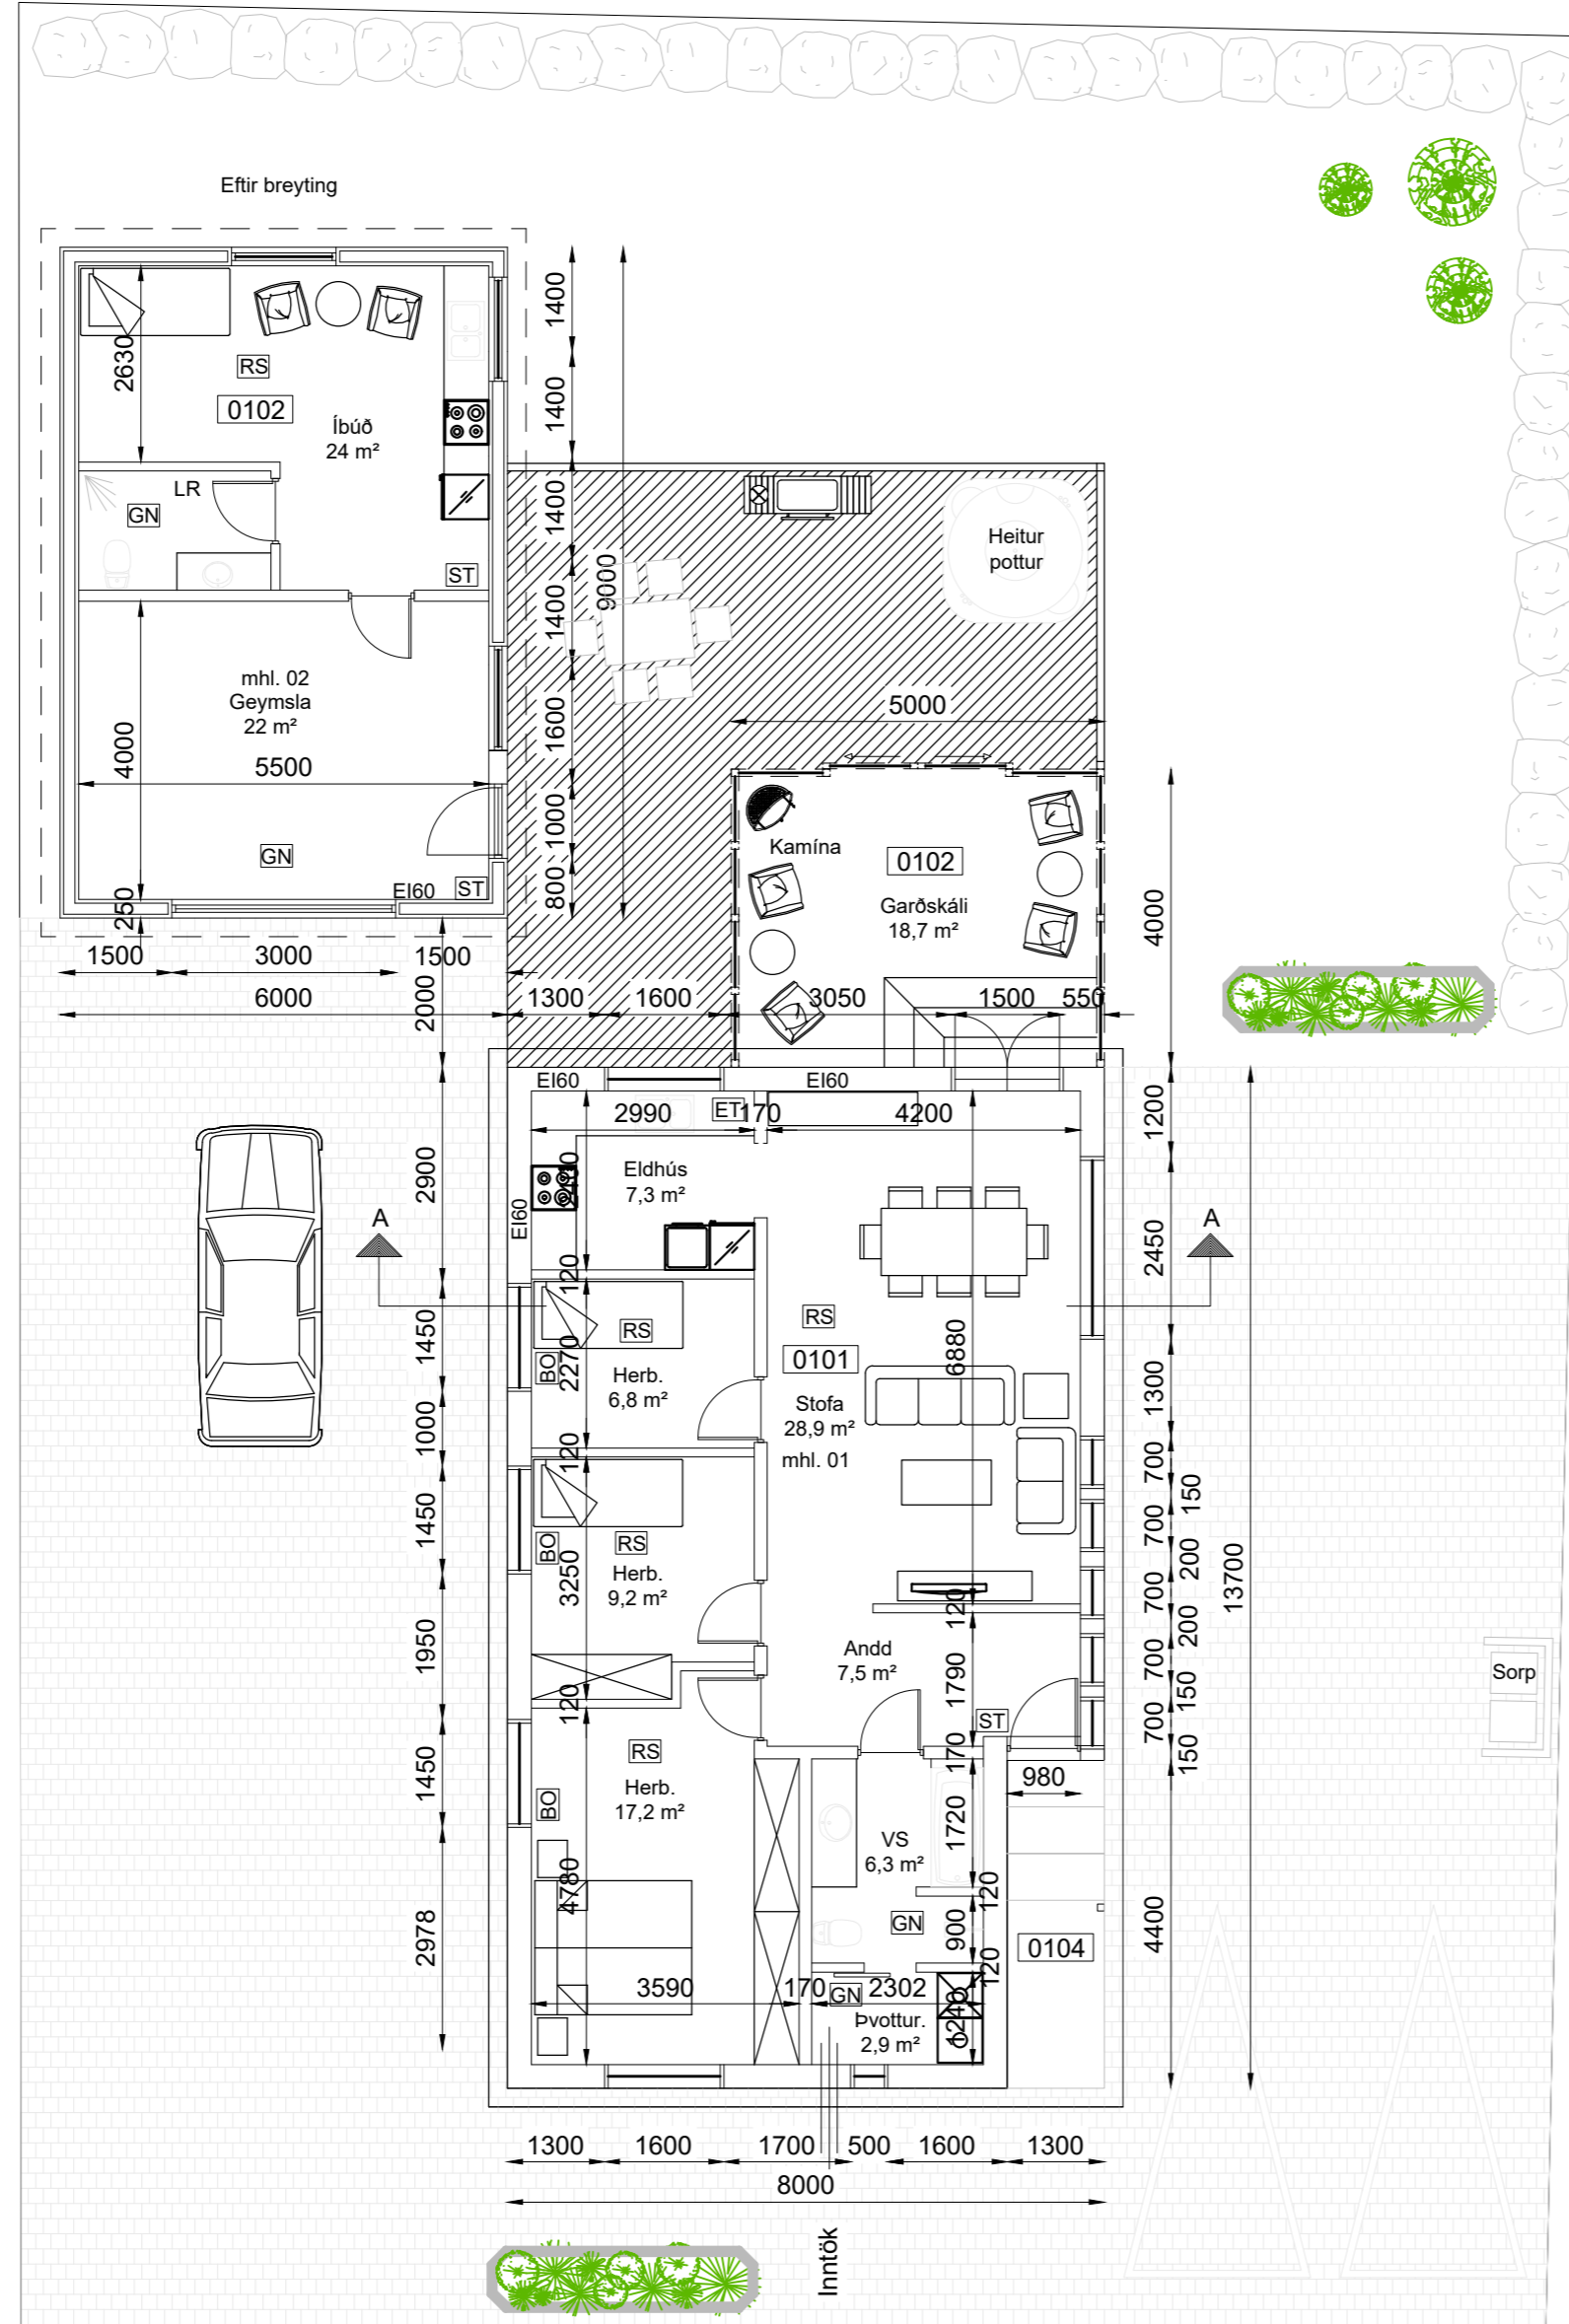 Eftir breyting
1400
1400
1400
1400
9000
1600
1000
800
2630
RS
0102
Íbúð
24 m²
LR
GN
ST
mhl. 02
Geymsla
22 m²
4000
5500
GN
EI60
ST
250
1500
3000
1500
6000
2000
Heitur
pottur
5000
Kamína
0102
Garðskáli
18,7 m²
4000
1300
1600
3050
1500
550
EI60
EI60
2990
ET
170
4200
1200
Eldhús
7,3 m²
EI60
2900
A
A
2450
120
RS
BO
2270
Herb.
6,8 m²
1450
RS
0101
6880
Stofa
28,9 m²
mhl. 01
1300
1000
120
700
150
BO
RS
Herb.
9,2 m²
3250
1450
700
200
13700
700
200
120
Andd
7,5 m²
1790
1950
700
150
Sorp
120
ST
700
150
RS
Herb.
17,2 m²
BO
1450
170
980
1720
VS
6,3 m²
4780
120
2978
GN
900
0104
4400
120
3590
170
GN
2302
1240
Þvottur.
2,9 m²
1300
1600
1700
500
1600
1300
8000
Inntök